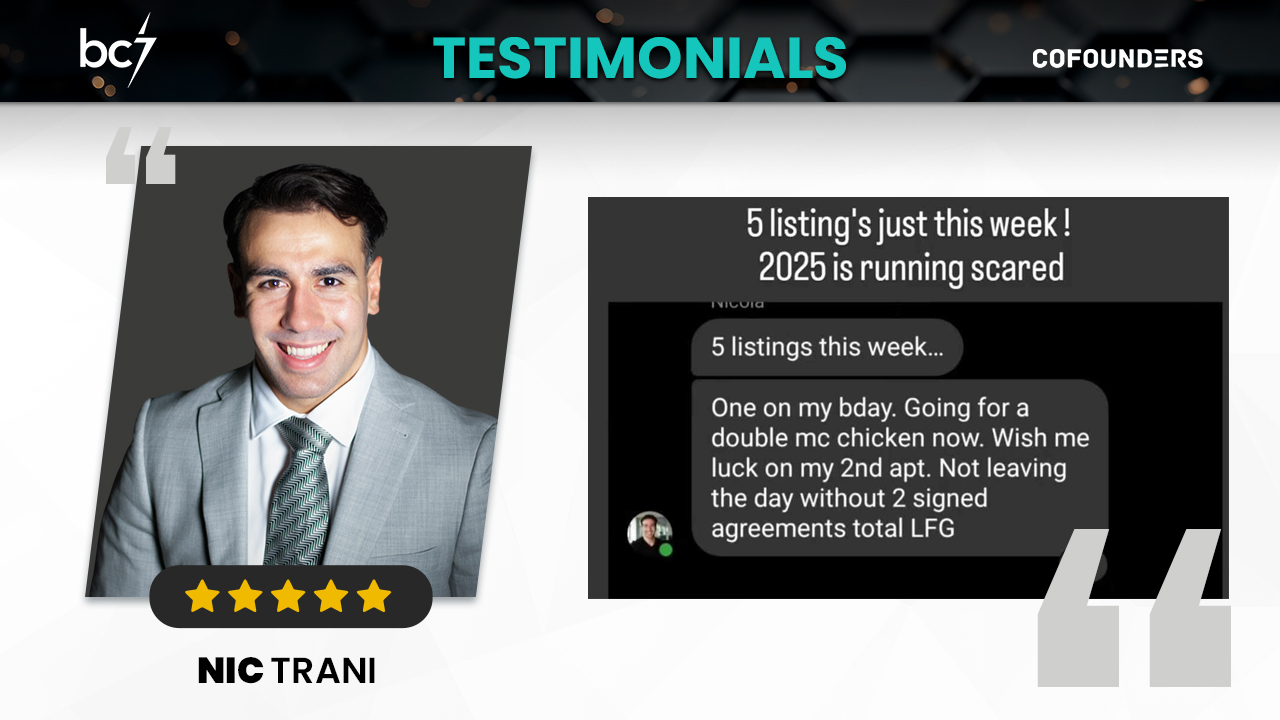 bc7
TESTIMONIALS
COFOUNDERS
5 listing's just this week !
2025 is running scared
Nicola
5 listings this week...
One on my bday. Going for a
double mc chicken now. Wish me
luck on my 2nd apt. Not leaving
the day without 2 signed
agreements total LFG
NIC TRANI